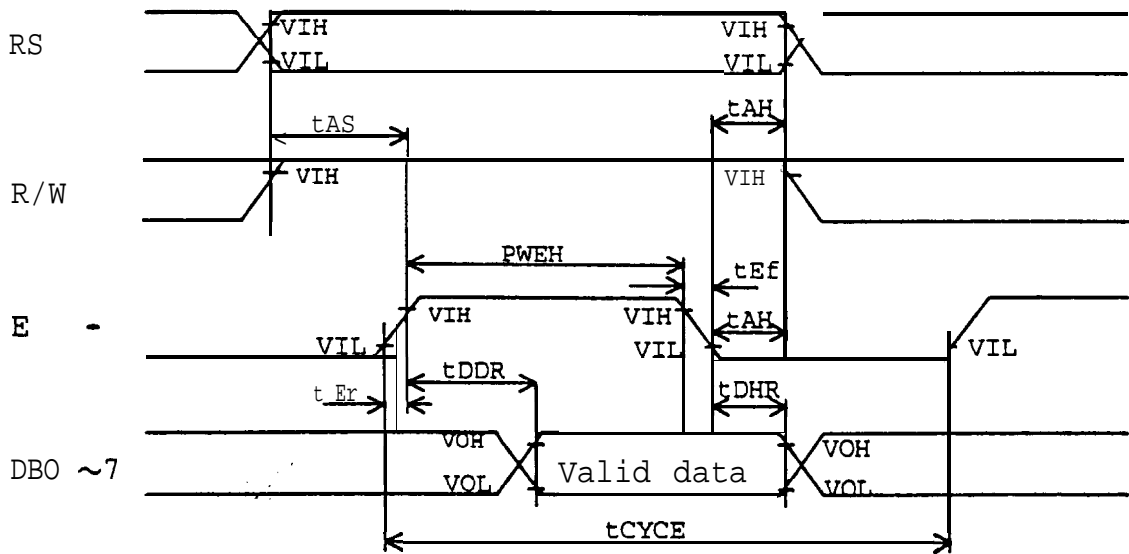 RS
VIH
VIH
VIL
VIL
tAH
tAS
R/W
VIH
VIH
PWEH
tEf
E -
VIH
VIH
tAH
VIL
VIL
VIL
tDDR
tDHR
t Er
DBO ~7
VOH
VOH
Valid data
VOL
VOL
tCYCE